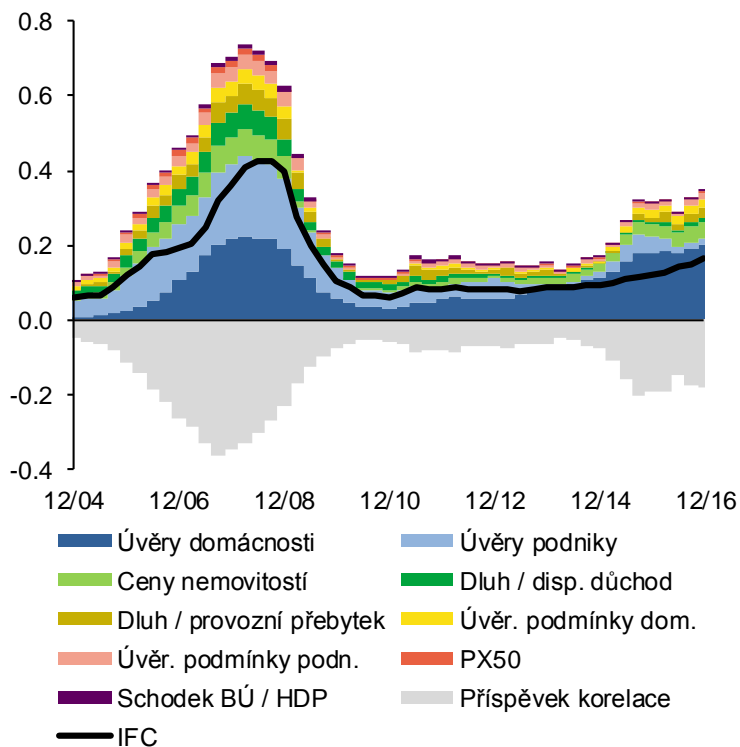 0.8
0.6
0.4
0.2
0.0
-0.2
-0.4
12/04 12/06 12/08 12/10 12/12 12/14 12/16
Úvěry domácnosti Úvěry podniky
Ceny nemovitostí Dluh / disp. důchod
Dluh / provozní přebytek Úvěr. podmínky dom.
Úvěr. podmínky podn. PX50
Schodek BÚ / HDP Příspěvek korelace
IFC